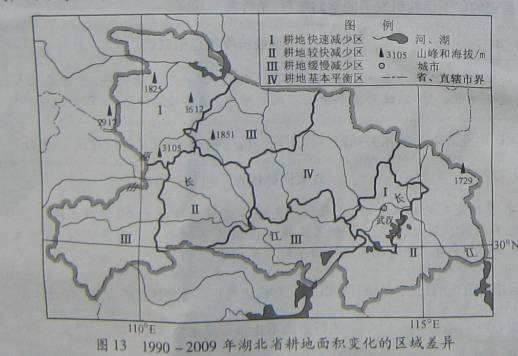 图 例
I 耕地快速减少区 河、湖
II 耕地较快减少区 3105 山峰和海拔/m
III 耕地缓慢减少区 城市
IV 耕地基本平衡区 省、直辖市界
1825
I
1612
2917
1851
III
3105
长
IV
I
长
1729
武汉
II
III
江
III
II
江
30°N
110°E
115°E
图 13 1990-2009 年湖北省耕地面积变化的区域差异